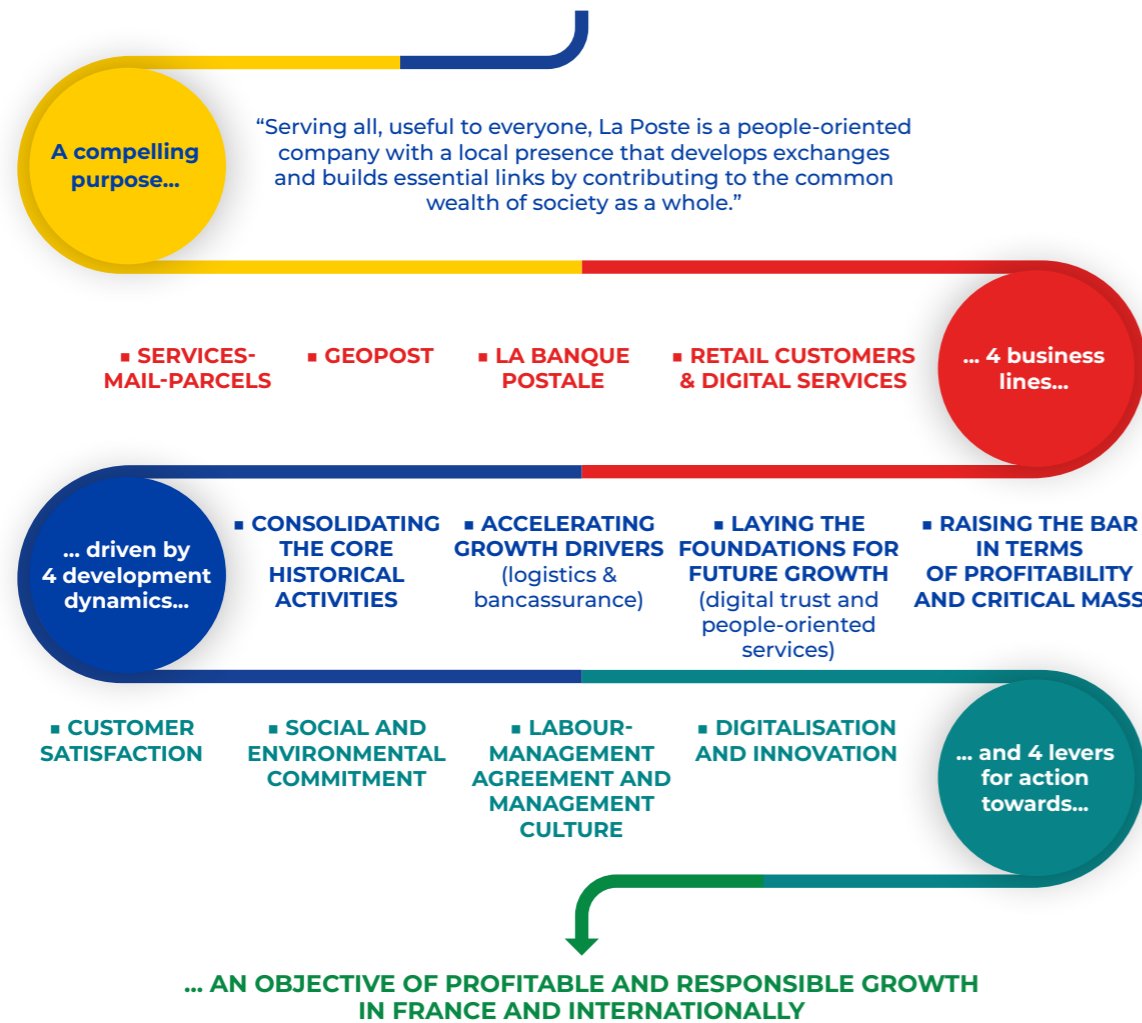 A compelling
purpose...
“Serving all, useful to everyone, La Poste is a people-oriented
company with a local presence that develops exchanges
and builds essential links by contributing to the common
wealth of society as a whole.”
▪ SERVICES-
MAIL-PARCELS
▪ GEOPOST
▪ LA BANQUE
POSTALE
▪ RETAIL CUSTOMERS
& DIGITAL SERVICES
... 4 business
lines...
... driven by
4 development
dynamics...
▪ CONSOLIDATING
THE CORE
HISTORICAL
ACTIVITIES
▪ ACCELERATING
GROWTH DRIVERS
(logistics &
bancassurance)
▪ LAYING THE
FOUNDATIONS FOR
FUTURE GROWTH
(digital trust and
people-oriented
services)
▪ RAISING THE BAR
IN TERMS
OF PROFITABILITY
AND CRITICAL MASS
▪ CUSTOMER
SATISFACTION
▪ SOCIAL AND
ENVIRONMENTAL
COMMITMENT
▪ LABOUR-
MANAGEMENT
AGREEMENT AND
MANAGEMENT
CULTURE
▪ DIGITALISATION
AND INNOVATION
... and 4 levers
for action
towards...
... AN OBJECTIVE OF PROFITABLE AND RESPONSIBLE GROWTH
IN FRANCE AND INTERNATIONALLY